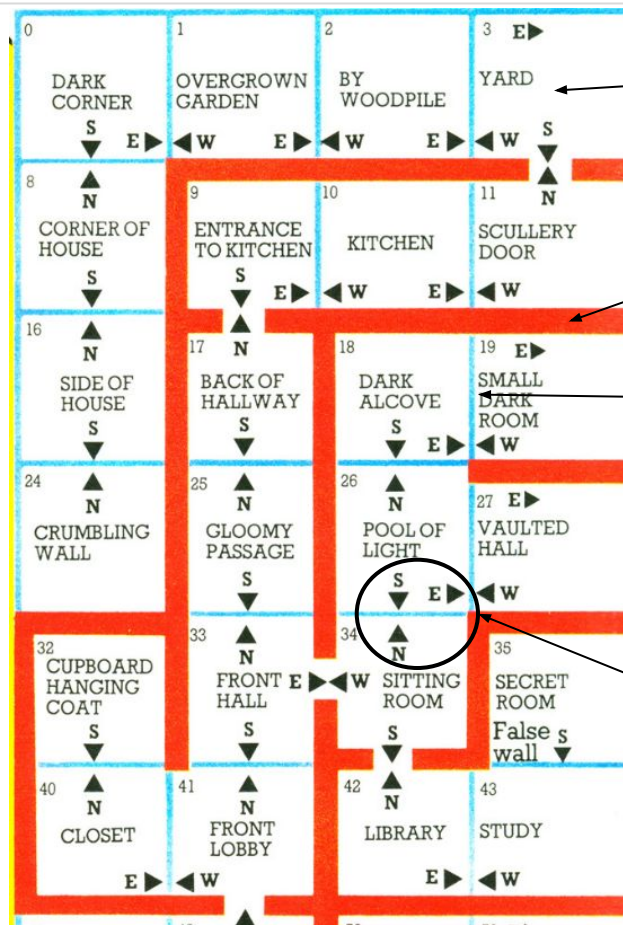 0
1
2
3 E
DARK
CORNER
OVERGROWN
GARDEN
BY
WOODPILE
YARD
S
E
W
E
W
E
W
S
8
N
9
10
11
N
CORNER OF
HOUSE
ENTRANCE
TO KITCHEN
KITCHEN
SCULLERY
DOOR
S
S
E
W
E
W
16
N
17
N
18
19
E
SIDE OF
HOUSE
BACK OF
HALLWAY
DARK
ALCOVE
SMALL
DARK
ROOM
S
S
S
E
W
24
N
25
N
26
N
27
E
CRUMBLING
WALL
GLOOMY
PASSAGE
POOL OF
LIGHT
VAULTED
HALL
S
S
E
W
32
33
N
34
N
35
CUPBOARD
HANGING
COAT
FRONT
HALL
E
W
SITTING
ROOM
SECRET
ROOM
S
S
S
False
wall
S
40
N
41
N
42
N
43
CLOSET
FRONT
LOBBY
LIBRARY
STUDY
E
W
E
W